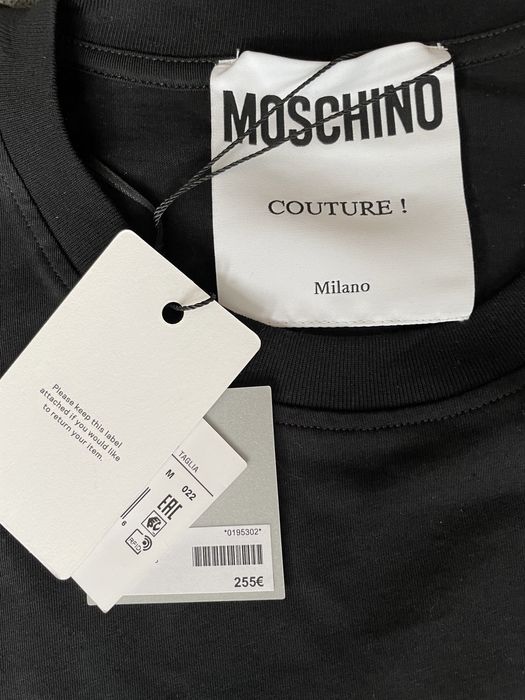 MOSCHINO
COUTURE !
Milano
Please keep this label
attached if you would like
to return your item.
TAGLIA
M 022
EAC
6
*0195302*
255€